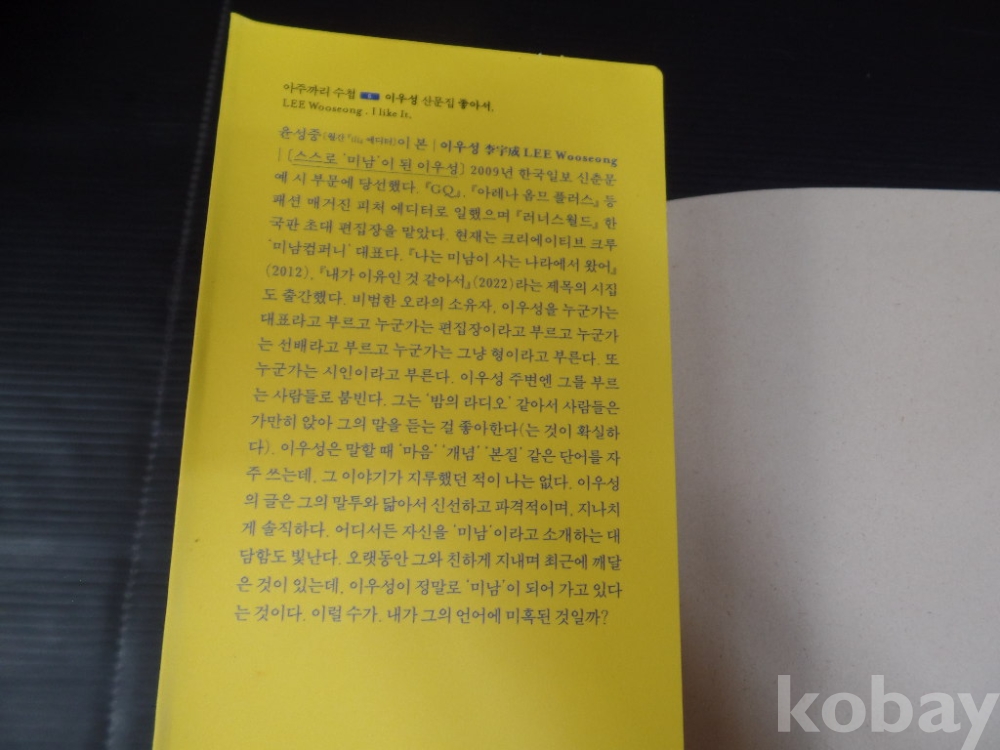 아주까리 수첩 6 이우성 산문집 좋아서.
LEE Wooseong . I like It.
윤성중(월간 『山』 에디터)이 본 | 이우성 李宇成 LEE Wooseong
| [스스로 '미남'이 된 이우성] 2009년 한국일보 신춘문
예 시 부문에 당선했다. 『GQ』, 『아레나 옴므 플러스』 등
패션 매거진 피처 에디터로 일했으며 『러너스월드』 한
국판 초대 편집장을 맡았다. 현재는 크리에이티브 크루
'미남컴퍼니' 대표다. 『나는 미남이 사는 나라에서 왔어』
(2012), 『내가 이유인 것 같아서』(2022)라는 제목의 시집
도 출간했다. 비범한 오라의 소유자, 이우성을 누군가는
대표라고 부르고 누군가는 편집장이라고 부르고 누군가
는 선배라고 부르고 누군가는 그냥 형이라고 부른다. 또
누군가는 시인이라고 부른다. 이우성 주변엔 그를 부르
는 사람들로 붐빈다. 그는 '밤의 라디오' 같아서 사람들은
가만히 앉아 그의 말을 듣는 걸 좋아한다(는 것이 확실하
다). 이우성은 말할 때 '마음' '개념' '본질' 같은 단어를 자
주 쓰는데, 그 이야기가 지루했던 적이 나는 없다. 이우성
의 글은 그의 말투와 닮아서 신선하고 파격적이며, 지나치
게 솔직하다. 어디서든 자신을 '미남'이라고 소개하는 대
담함도 빛난다. 오랫동안 그와 친하게 지내며 최근에 깨달
은 것이 있는데, 이우성이 정말로 '미남'이 되어 가고 있다
는 것이다. 이럴 수가. 내가 그의 언어에 미혹된 것일까?
kobay